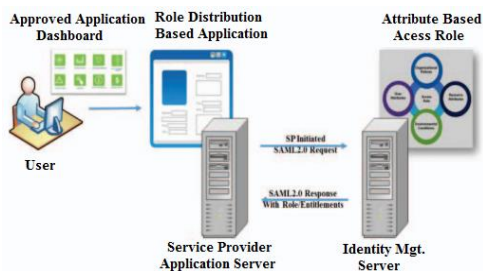 Approved Application
Dashboard
Role Distribution
Based Application
Attribute Based
Acess Role
User
SP Initiated
SAML2.0 Request
SAML2.0 Response
With Role/Entitlements
Service Provider
Application Server
Identity Mgt.
Server